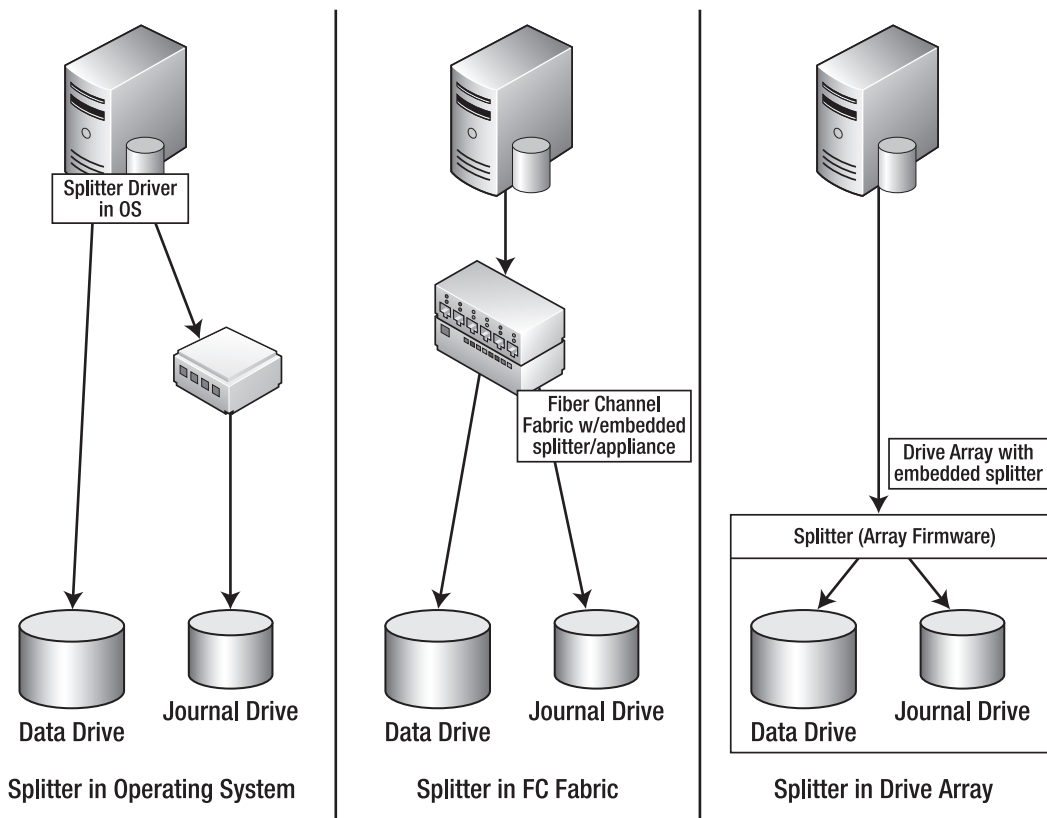 Splitter Driver
in OS
Data Drive
Journal Drive
Splitter in Operating System
Fiber Channel
Fabric w/embedded
splitter/appliance
Data Drive
Journal Drive
Splitter in FC Fabric
Drive Array with
embedded splitter
Splitter (Array Firmware)
Data Drive
Journal Drive
Splitter in Drive Array